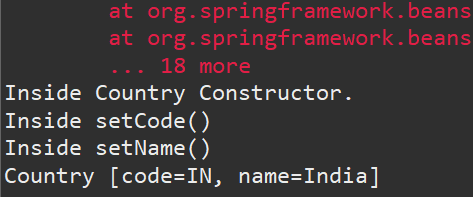 at org.springframework.beans
at org.springframework.beans
... 18 more
Inside Country Constructor.
Inside setCode()
Inside setName()
Country [code=IN, name=India]